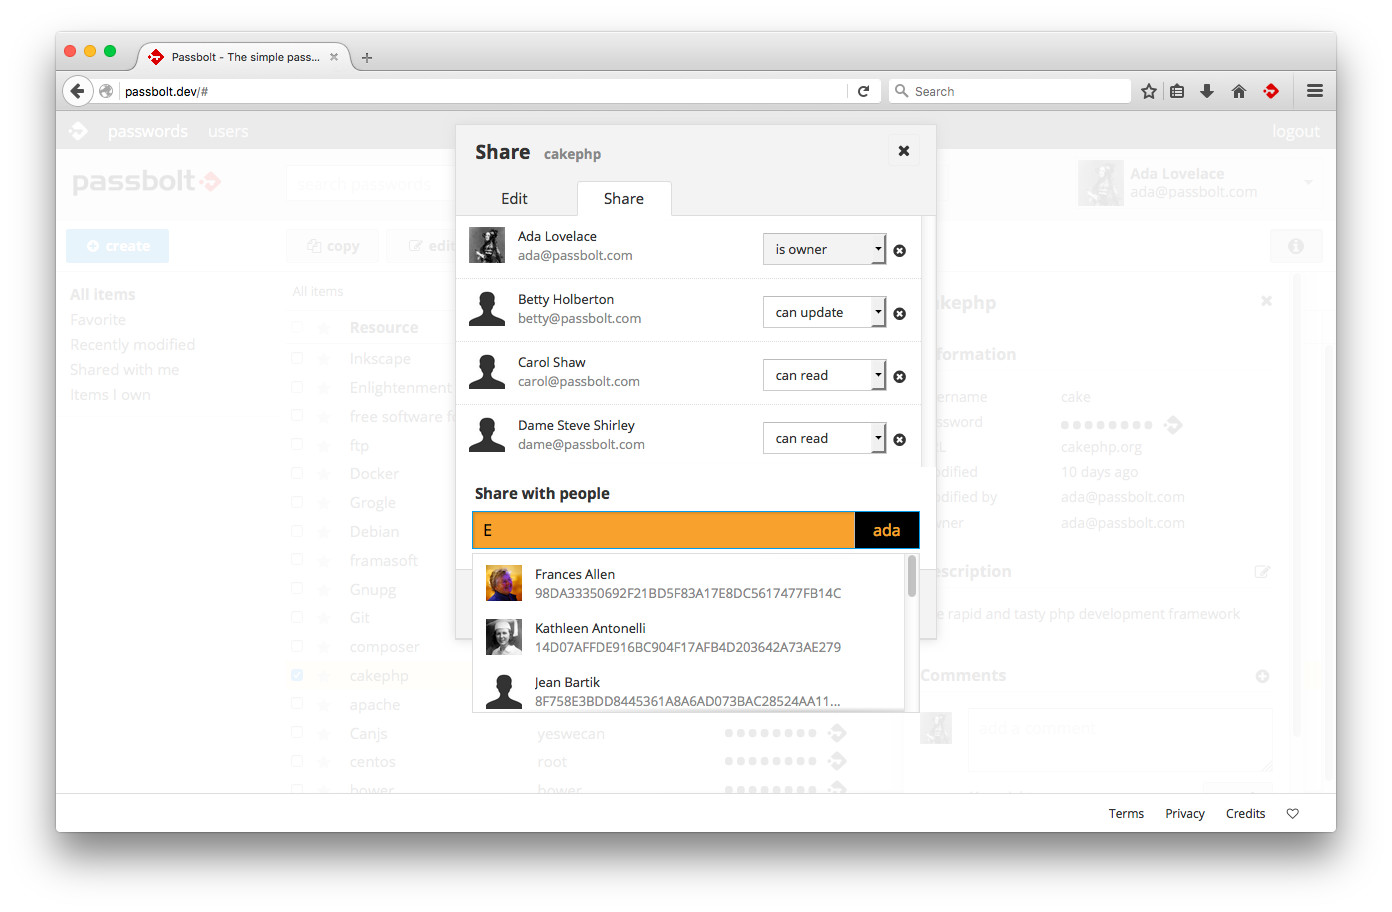 Passbolt - The simple pass...
passbolt.dev/#
Search
passwords users
logout
passbolt
search passwords
Ada Lovelace
ada@passbolt.com
create
copy
edit
All items
Favorite
Recently modified
Shared with me
Items I own
All items
Resource
Inkscape
Enlightenment
free software fo
ftp
Docker
Grogle
Debian
framasoft
Gnupg
Git
composer
cakephp
apache
Canjs yeswecan
centos root
bower bower
Share cakephp
Edit Share
Ada Lovelace
ada@passbolt.com
is owner
Betty Holberton
betty@passbolt.com
can update
Carol Shaw
carol@passbolt.com
can read
Dame Steve Shirley
dame@passbolt.com
can read
Share with people
E
ada
Frances Allen
98DA33350692F21BD5F83A17E8DC5617477FB14C
Kathleen Antonelli
14D07AFFDE916BC904F17AFB4D203642A73AE279
Jean Bartik
8F758E3BDD8445361A8A6AD073BAC28524AA11...
kephp
formation
ername cake
ssword
L cakephp.org
dified 10 days ago
dified by ada@passbolt.com
wner ada@passbolt.com
escription
e rapid and tasty php development framework
Comments
add a comment
Terms Privacy Credits